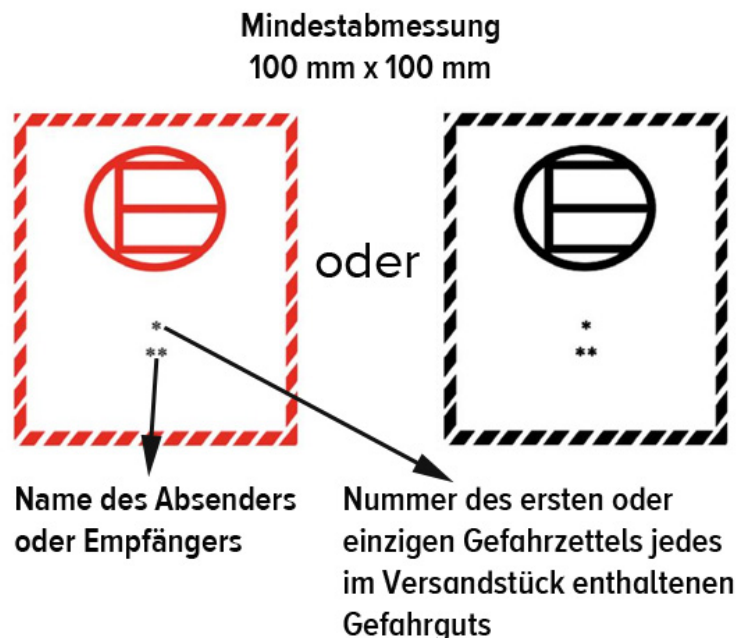 Mindestabmessung
100 mm x 100 mm
E
E
oder
*
**
*
**
Name des Absenders
oder Empfängers
Nummer des ersten oder
einzigen Gefahrzettels jedes
im Versandstück enthaltenen
Gefahrguts